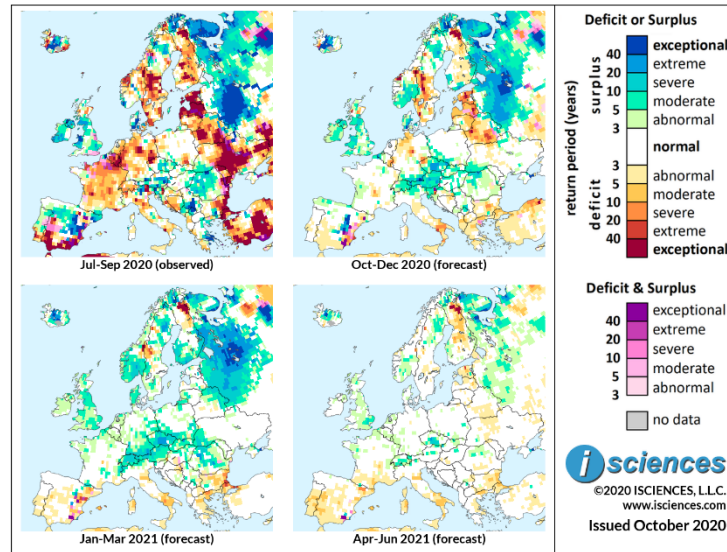 Jul-Sep 2020 (observed)
Oct-Dec 2020 (forecast)
Jan-Mar 2021 (forecast)
Apr-Jun 2021 (forecast)
Deficit or Surplus
return period (years)
deficit
surplus
exceptional
40
extreme
20
severe
10
moderate
5
abnormal
3
normal
3
abnormal
5
moderate
10
severe
20
extreme
40
exceptional
Deficit & Surplus
exceptional
40
extreme
20
severe
10
moderate
5
abnormal
3
no data
i sciences
©2020 ISCIENCES, L.L.C.
www.isciences.com
Issued October 2020